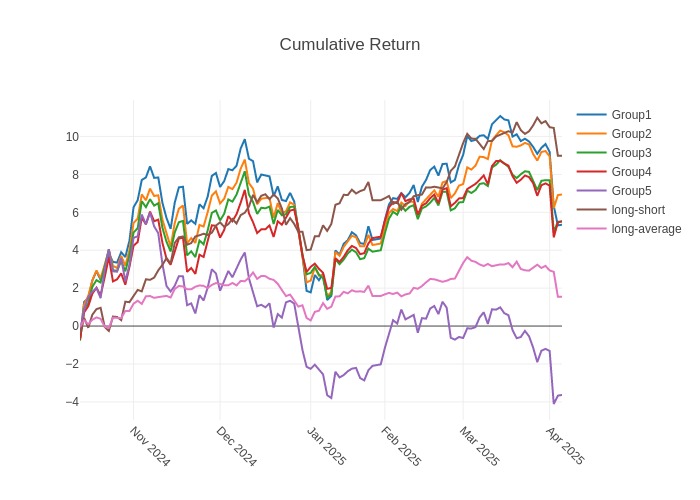 Cumulative Return
10
8
6
4
2
0
−2
−4
Nov 2024
Dec 2024
Jan 2025
Feb 2025
Mar 2025
Apr 2025
Group1
Group2
Group3
Group4
Group5
long-short
long-average